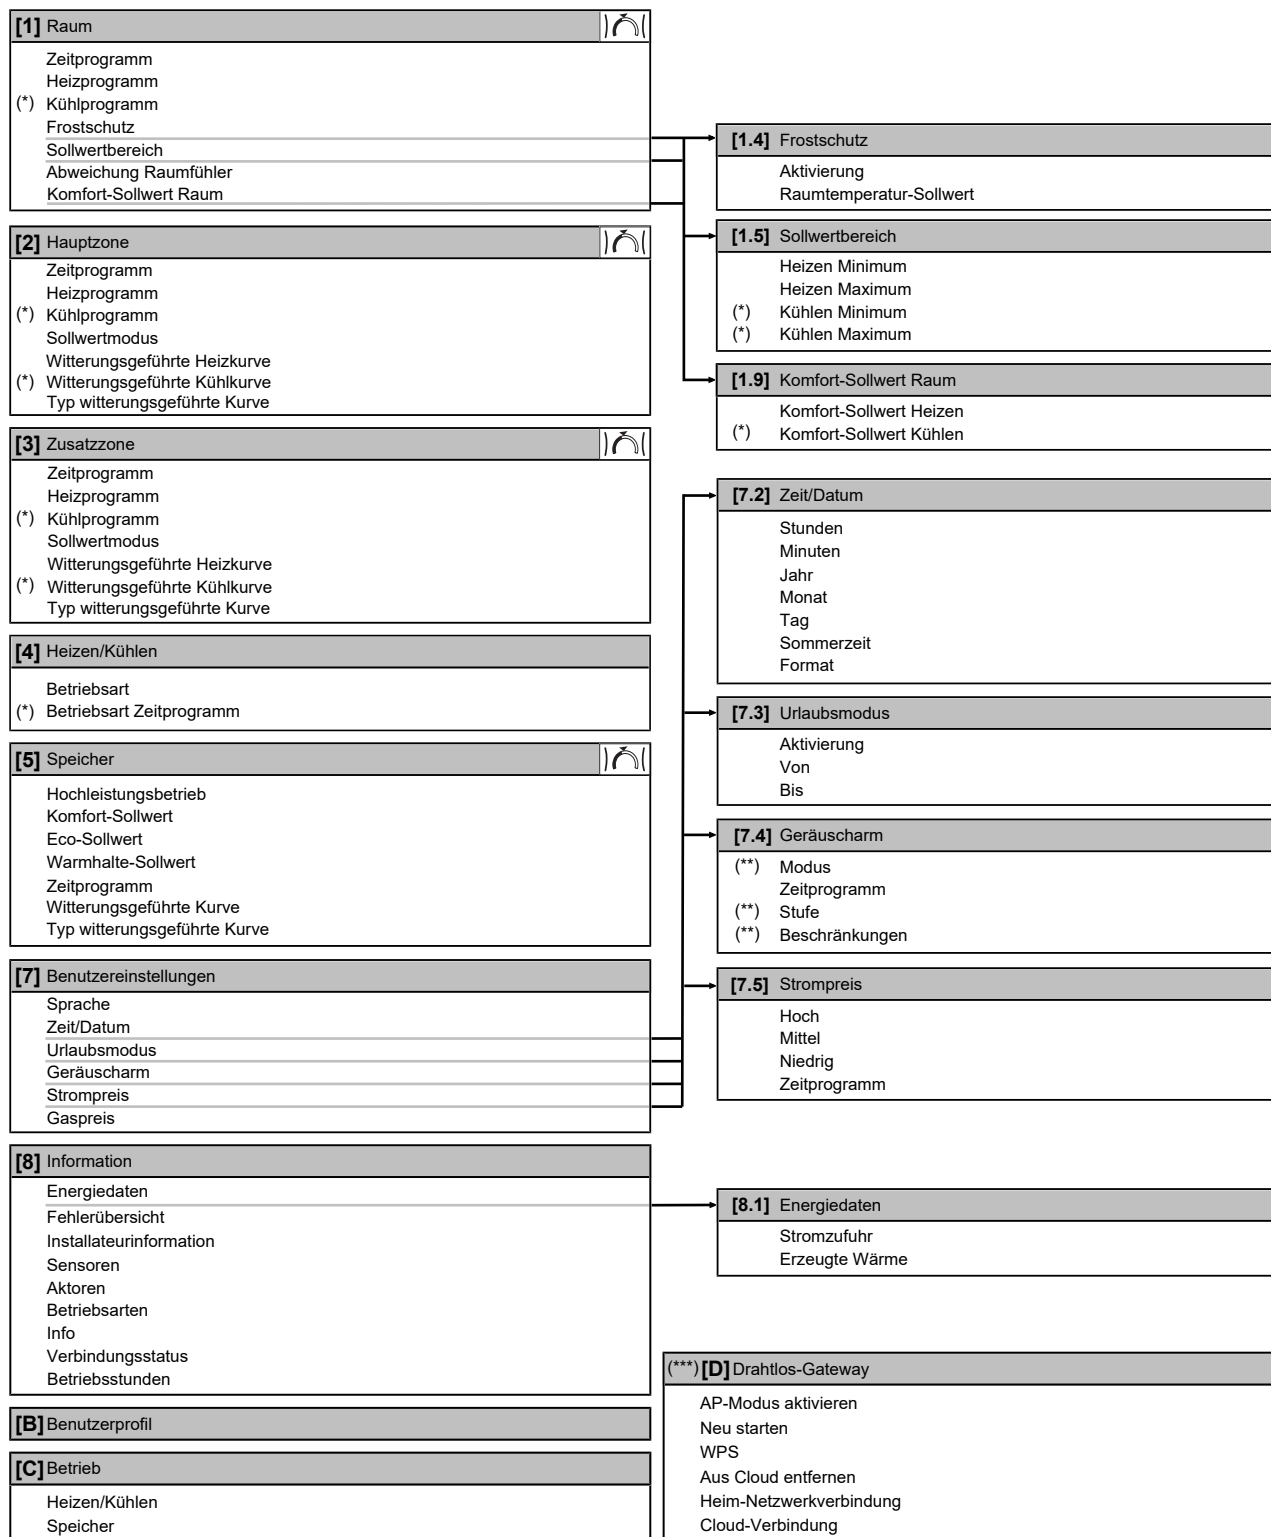 [1] Raum
Zeitprogramm
Heizprogramm
(*) Kühlprogramm
Frostschutz
Sollwertbereich
Abweichung Raumfühler
Komfort-Sollwert Raum
[2] Hauptzone
Zeitprogramm
Heizprogramm
(*) Kühlprogramm
Sollwertmodus
Witterungsgeführte Heizkurve
(*) Witterungsgeführte Kühlkurve
Typ witterungsgeführte Kurve
[3] Zusatzzone
Zeitprogramm
Heizprogramm
(*) Kühlprogramm
Sollwertmodus
Witterungsgeführte Heizkurve
(*) Witterungsgeführte Kühlkurve
Typ witterungsgeführte Kurve
[4] Heizen/Kühlen
Betriebsart
(*) Betriebsart Zeitprogramm
[5] Speicher
Hochleistungsbetrieb
Komfort-Sollwert
Eco-Sollwert
Warmhalte-Sollwert
Zeitprogramm
Witterungsgeführte Kurve
Typ witterungsgeführte Kurve
[7] Benutzereinstellungen
Sprache
Zeit/Datum
Urlaubsmodus
Geräuscharm
Strompreis
Gaspreis
[8] Information
Energiedaten
Fehlerübersicht
Installateurinformation
Sensoren
Aktoren
Betriebsarten
Info
Verbindungsstatus
Betriebsstunden
[B] Benutzerprofil
[C] Betrieb
Heizen/Kühlen
Speicher
[1.4] Frostschutz
Aktivierung
Raumtemperatur-Sollwert
[1.5] Sollwertbereich
Heizen Minimum
Heizen Maximum
(*) Kühlen Minimum
(*) Kühlen Maximum
[1.9] Komfort-Sollwert Raum
Komfort-Sollwert Heizen
(*) Komfort-Sollwert Kühlen
[7.2] Zeit/Datum
Stunden
Minuten
Jahr
Monat
Tag
Sommerzeit
Format
[7.3] Urlaubsmodus
Aktivierung
Von
Bis
[7.4] Geräuscharm
(**) Modus
Zeitprogramm
(**) Stufe
(**) Beschränkungen
[7.5] Strompreis
Hoch
Mittel
Niedrig
Zeitprogramm
[8.1] Energiedaten
Stromzufuhr
Erzeugte Wärme
(***) [D] Drahtlos-Gateway
AP-Modus aktivieren
Neu starten
WPS
Aus Cloud entfernen
Heim-Netzwerkverbindung
Cloud-Verbindung